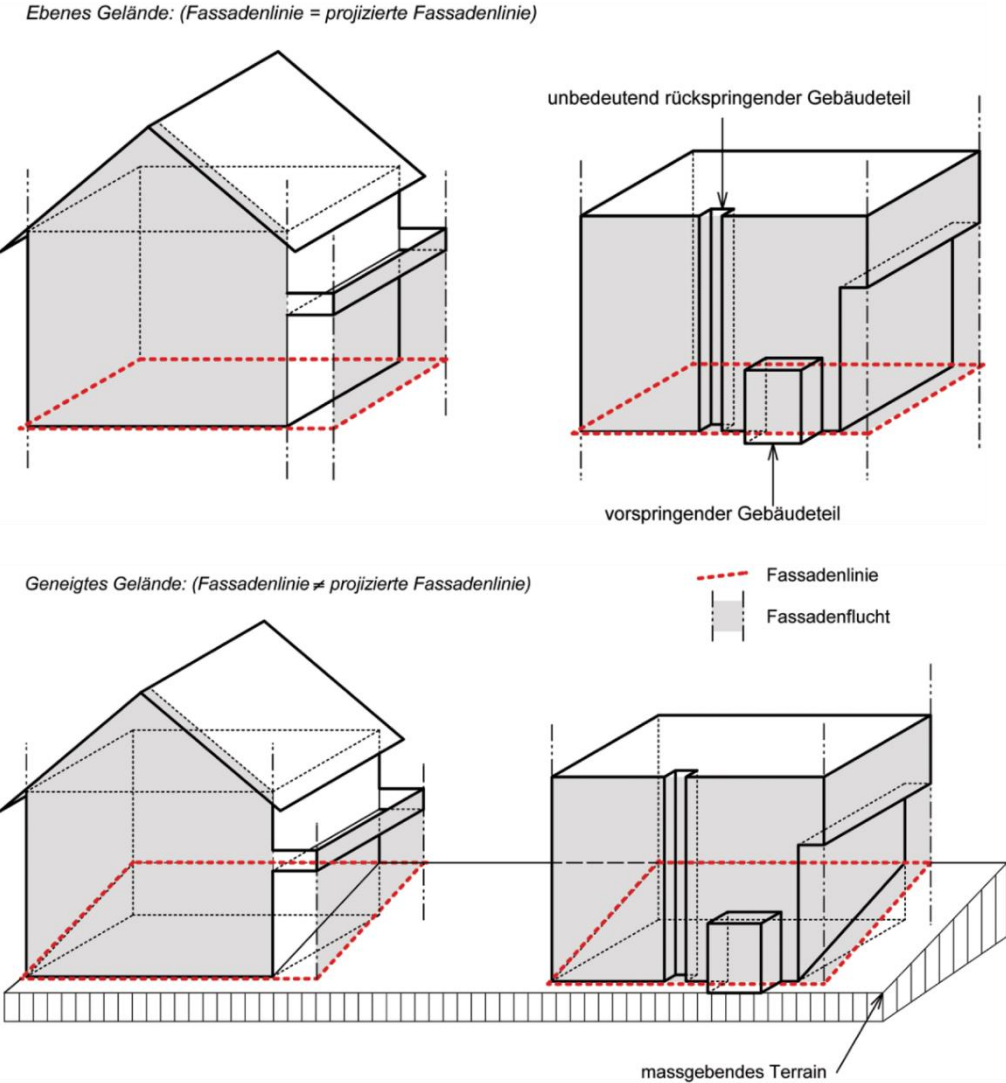 Ebenes Gelände: (Fassadenlinie = projizierte Fassadenlinie)
unbedeutend rückspringender Gebäudeteil
vorspringender Gebäudeteil
Geneigtes Gelände: (Fassadenlinie ≠ projizierte Fassadenlinie)
Fassadenlinie
Fassadenflucht
massgebendes Terrain